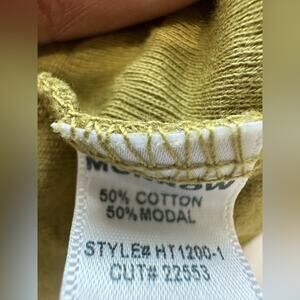 50% COTTON
50% MODAL
STYLE# HT1200-1
CUT# 22553